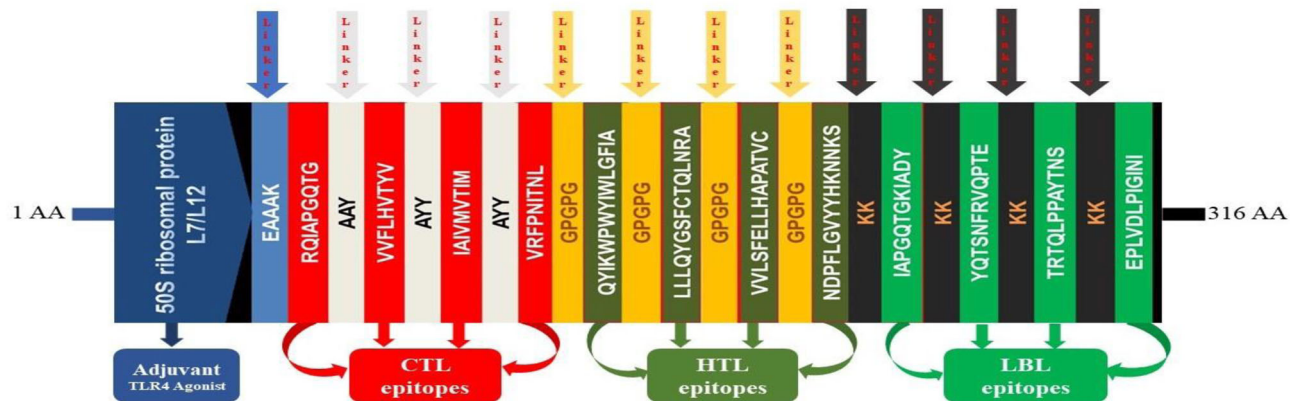 Linker
Linker
Linker
Linker
Linker
Linker
Linker
Linker
Linker
Linker
Linker
Linker
1 AA
50S ribosomal protein
L7/L12
EAAAK
RQIAPGQTG
AAY
VVFLHVTYV
AYY
IAIVMVTIM
AYY
VRFPNITNL
GPGPG
QYIKWPWYIWLGFIA
GPGPG
LLLQYGSFCTQLNRA
GPGPG
VVLSFELLHAPATVC
GPGPG
NDPFLGVYYHKNNKS
KK
IAPGQTGKIADY
KK
YQTSNFRVQPTE
KK
TRTQLPPAYTNS
KK
EPLVDLPIGINI
316 AA
Adjuvant
TLR4 Agonist
CTL
epitopes
HTL
epitopes
LBL
epitopes